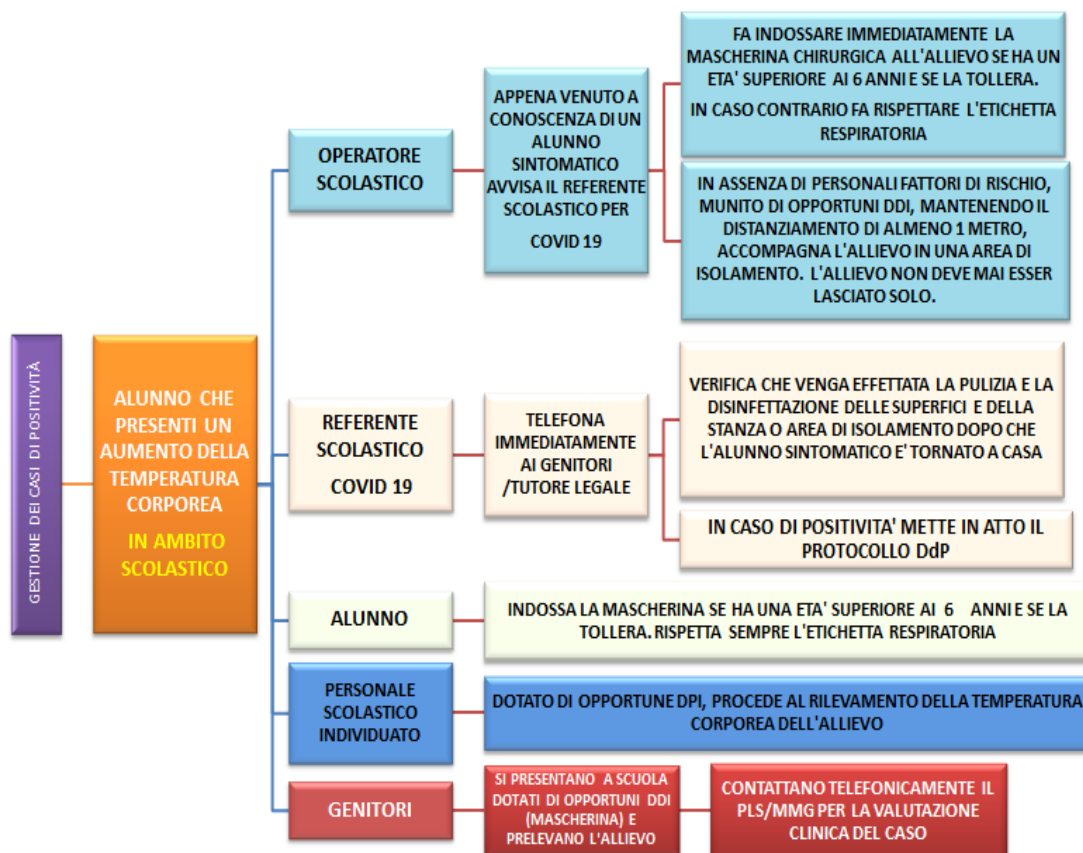 GESTIONE DEI CASI DI POSITIVITÀ
ALUNNO CHE
PRESENTI UN
AUMENTO DELLA
TEMPERATURA
CORPOREA
IN AMBITO
SCOLASTICO
OPERATORE
SCOLASTICO
APPENA VENUTO A
CONOSCENZA DI UN
ALUNNO
SINTOMATICO
AVVISA IL REFERENTE
SCOLASTICO PER
COVID 19
FA INDOSSARE IMMEDIATAMENTE LA
MASCHERINA CHIRURGICA ALL'ALLIEVO SE HA UN
ETA' SUPERIORE AI 6 ANNI E SE LA TOLLERA.
IN CASO CONTRARIO FA RISPETTARE L'ETICHETTA
RESPIRATORIA
IN ASSENZA DI PERSONALI FATTORI DI RISCHIO,
MUNITO DI OPPORTUNI DDI, MANTENENDO IL
DISTANZIAMENTO DI ALMENO 1 METRO,
ACCOMPAGNA L'ALLIEVO IN UNA AREA DI
ISOLAMENTO. L'ALLIEVO NON DEVE MAI ESSER
LASCIATO SOLO.
REFERENTE
SCOLASTICO
COVID 19
TELEFONA
IMMEDIATAMENTE
AI GENITORI
/TUTORE LEGALE
VERIFICA CHE VENGA EFFETTATA LA PULIZIA E LA
DISINFETTAZIONE DELLE SUPERFICI E DELLA
STANZA O AREA DI ISOLAMENTO DOPO CHE
L'ALUNNO SINTOMATICO E' TORNATO A CASA
IN CASO DI POSITIVITA' METTE IN ATTO IL
PROTOCOLLO DdP
ALUNNO
INDOSSA LA MASCHERINA SE HA UNA ETA' SUPERIORE AI 6 ANNI E SE LA
TOLLERA. RISPETTA SEMPRE L'ETICHETTA RESPIRATORIA
PERSONALE
SCOLASTICO
INDIVIDUATO
DOTATO DI OPPORTUNE DPI, PROCEDE AL RILEVAMENTO DELLA TEMPERATURA
CORPOREA DELL'ALLIEVO
GENITORI
SI PRESENTANO A SCUOLA
DOTATI DI OPPORTUNI DDI
(MASCHERINA) E
PRELEVANO L'ALLIEVO
CONTATTANO TELEFONICAMENTE IL
PLS/MMG PER LA VALUTAZIONE
CLINICA DEL CASO